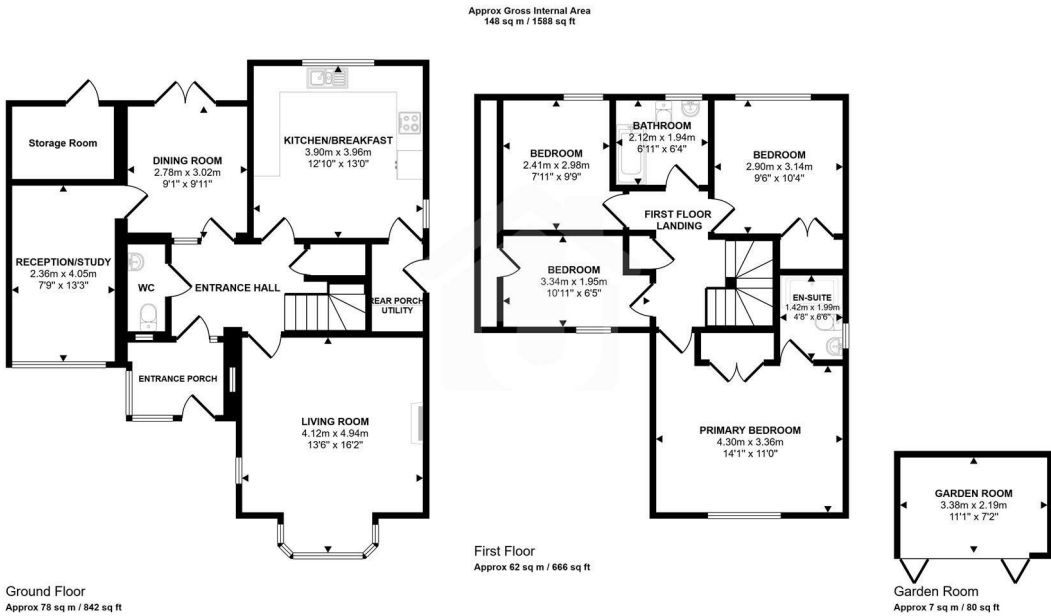 Approx Gross Internal Area
148 sq m / 1588 sq ft
Storage Room
DINING ROOM
2.78m x 3.02m
9'1" x 9'11"
KITCHEN/BREAKFAST
3.90m x 3.96m
12'10" x 13'0"
RECEPTION/STUDY
2.36m x 4.05m
7'9" x 13'3"
WC
ENTRANCE HALL
REAR PORCH
UTILITY
ENTRANCE PORCH
LIVING ROOM
4.12m x 4.94m
13'6" x 16'2"
Ground Floor
Approx 78 sq m / 842 sq ft
BEDROOM
2.41m x 2.98m
7'11" x 9'9"
BATHROOM
2.12m x 1.94m
6'11" x 6'4"
BEDROOM
2.90m x 3.14m
9'6" x 10'4"
FIRST FLOOR
LANDING
BEDROOM
3.34m x 1.95m
10'11" x 6'5"
EN-SUITE
1.42m x 1.99m
4'8" x 6'6"
PRIMARY BEDROOM
4.30m x 3.36m
14'1" x 11'0"
First Floor
Approx 62 sq m / 666 sq ft
GARDEN ROOM
3.38m x 2.19m
11'1" x 7'2"
Garden Room
Approx 7 sq m / 80 sq ft